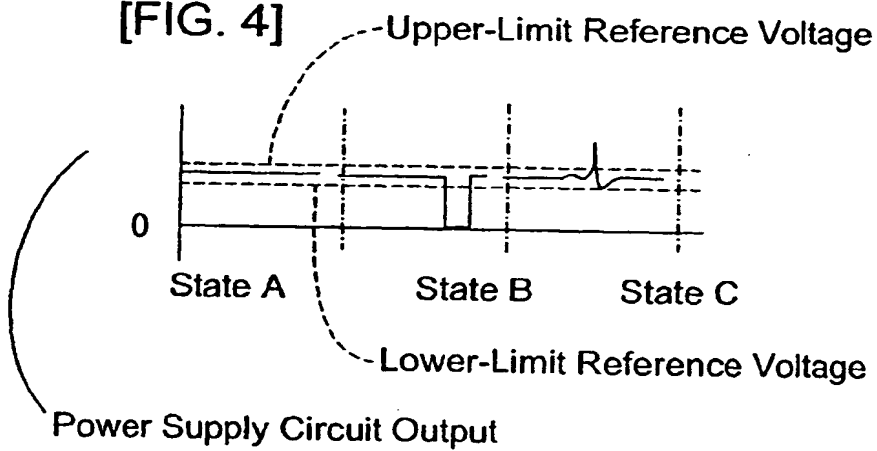 [FIG. 4]
Upper-Limit Reference Voltage
0
State A State B State C
Lower-Limit Reference Voltage
Power Supply Circuit Output